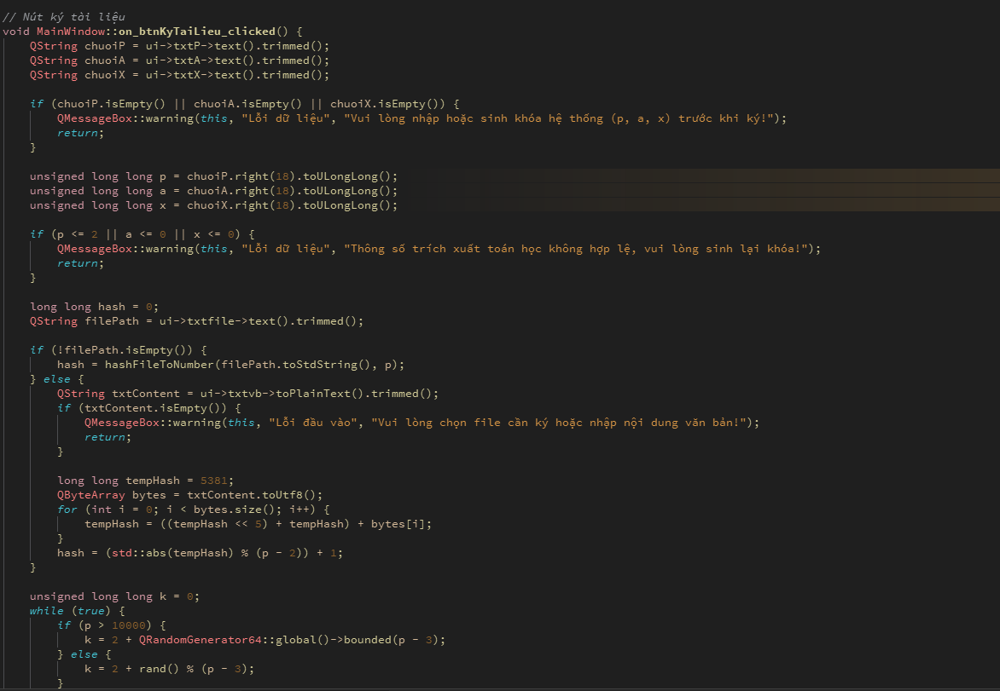 // Nút ký tài liệu
void MainWindow::on_btnKyTaiLieu_clicked() {
    QString chuoiP = ui->txtP->text().trimmed();
    QString chuoiA = ui->txtA->text().trimmed();
    QString chuoiX = ui->txtX->text().trimmed();

    if (chuoiP.isEmpty() || chuoiA.isEmpty() || chuoiX.isEmpty()) {
        QMessageBox::warning(this, "Lỗi dữ liệu", "Vui lòng nhập hoặc sinh khóa hệ thống (p, a, x) trước khi ký!");
        return;
    }

    unsigned long long p = chuoiP.right(18).toULongLong();
    unsigned long long a = chuoiA.right(18).toULongLong();
    unsigned long long x = chuoiX.right(18).toULongLong();

    if (p <= 2 || a <= 0 || x <= 0) {
        QMessageBox::warning(this, "Lỗi dữ liệu", "Thông số trích xuất toán học không hợp lệ, vui lòng sinh lại khóa!");
        return;
    }

    long long hash = 0;
    QString filePath = ui->txtfile->text().trimmed();

    if (!filePath.isEmpty()) {
        hash = hashFileToNumber(filePath.toStdString(), p);
    } else {
        QString txtContent = ui->txtvb->toPlainText().trimmed();
        if (txtContent.isEmpty()) {
            QMessageBox::warning(this, "Lỗi đầu vào", "Vui lòng chọn file cần ký hoặc nhập nội dung văn bản!");
            return;
        }

        long long tempHash = 5381;
        QByteArray bytes = txtContent.toUtf8();
        for (int i = 0; i < bytes.size(); i++) {
            tempHash = ((tempHash << 5) + tempHash) + bytes[i];
        }
        hash = (std::abs(tempHash) % (p - 2)) + 1;
    }

    unsigned long long k = 0;
    while (true) {
        if (p > 10000) {
            k = 2 + QRandomGenerator64::global()->bounded(p - 3);
        } else {
            k = 2 + rand() % (p - 3);
        }